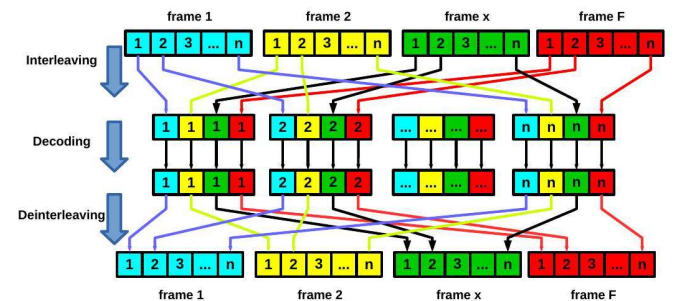 frame 1 frame 2 frame x frame F
1 2 3 ... n 1 2 3 ... n 1 2 3 ... n 1 2 3 ... n
Interleaving
1 1 1 1 2 2 2 2 ... ... ... ... n n n n
Decoding
1 1 1 1 2 2 2 2 ... ... ... ... n n n n
Deinterleaving
1 2 3 ... n 1 2 3 ... n 1 2 3 ... n 1 2 3 ... n
frame 1 frame 2 frame x frame F